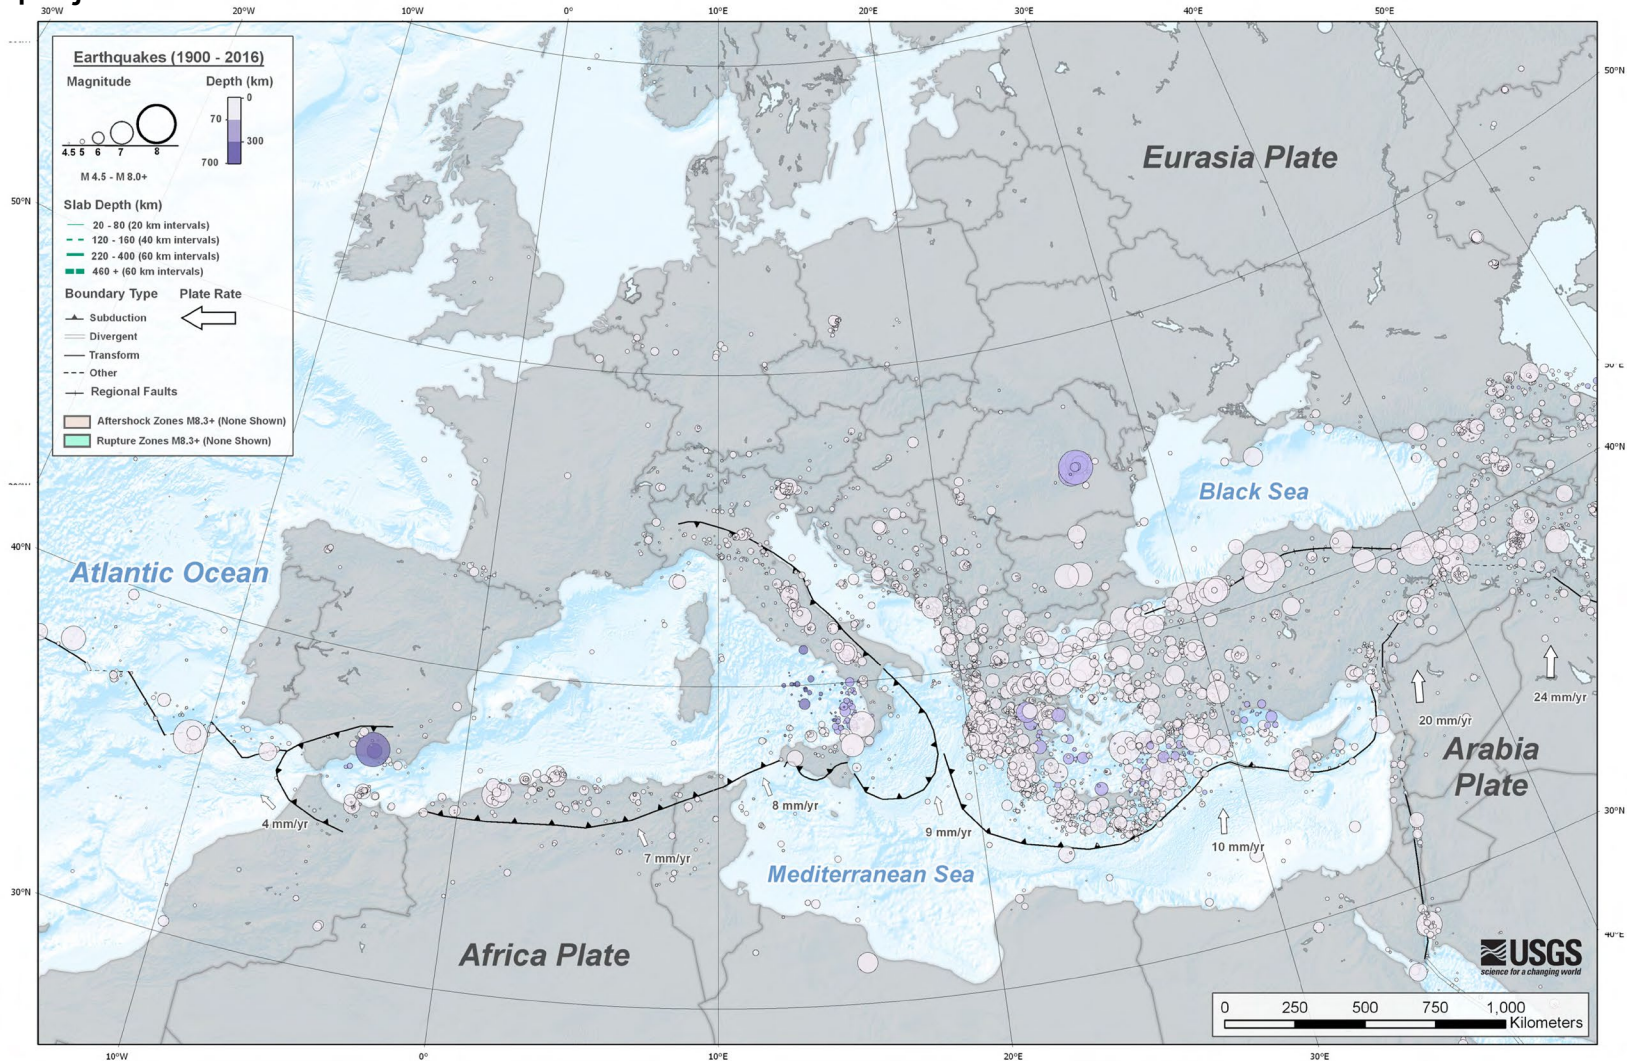 30°W 20°W 10°W 0° 10°E 20°E 30°E 40°E 50°E
Earthquakes (1900 - 2016)
Magnitude
Depth (km)
0
70
300
700
4.5 5 6 7 8
M 4.5 - M 8.0+
Slab Depth (km)
20 - 80 (20 km intervals)
120 - 160 (40 km intervals)
220 - 400 (60 km intervals)
460 + (60 km intervals)
Boundary Type
Plate Rate
Subduction
Divergent
Transform
Other
Regional Faults
Aftershock Zones M8.3+ (None Shown)
Rupture Zones M8.3+ (None Shown)
50°N
50°N
Eurasia Plate
40°N
Black Sea
40°N
Atlantic Ocean
24 mm/yr
20 mm/yr
Arabia
Plate
4 mm/yr
8 mm/yr
9 mm/yr
10 mm/yr
7 mm/yr
30°N
Mediterranean Sea
30°N
Africa Plate
USGS
science for a changing world
0 250 500 750 1,000
Kilometers
10°W 0° 10°E 20°E 30°E